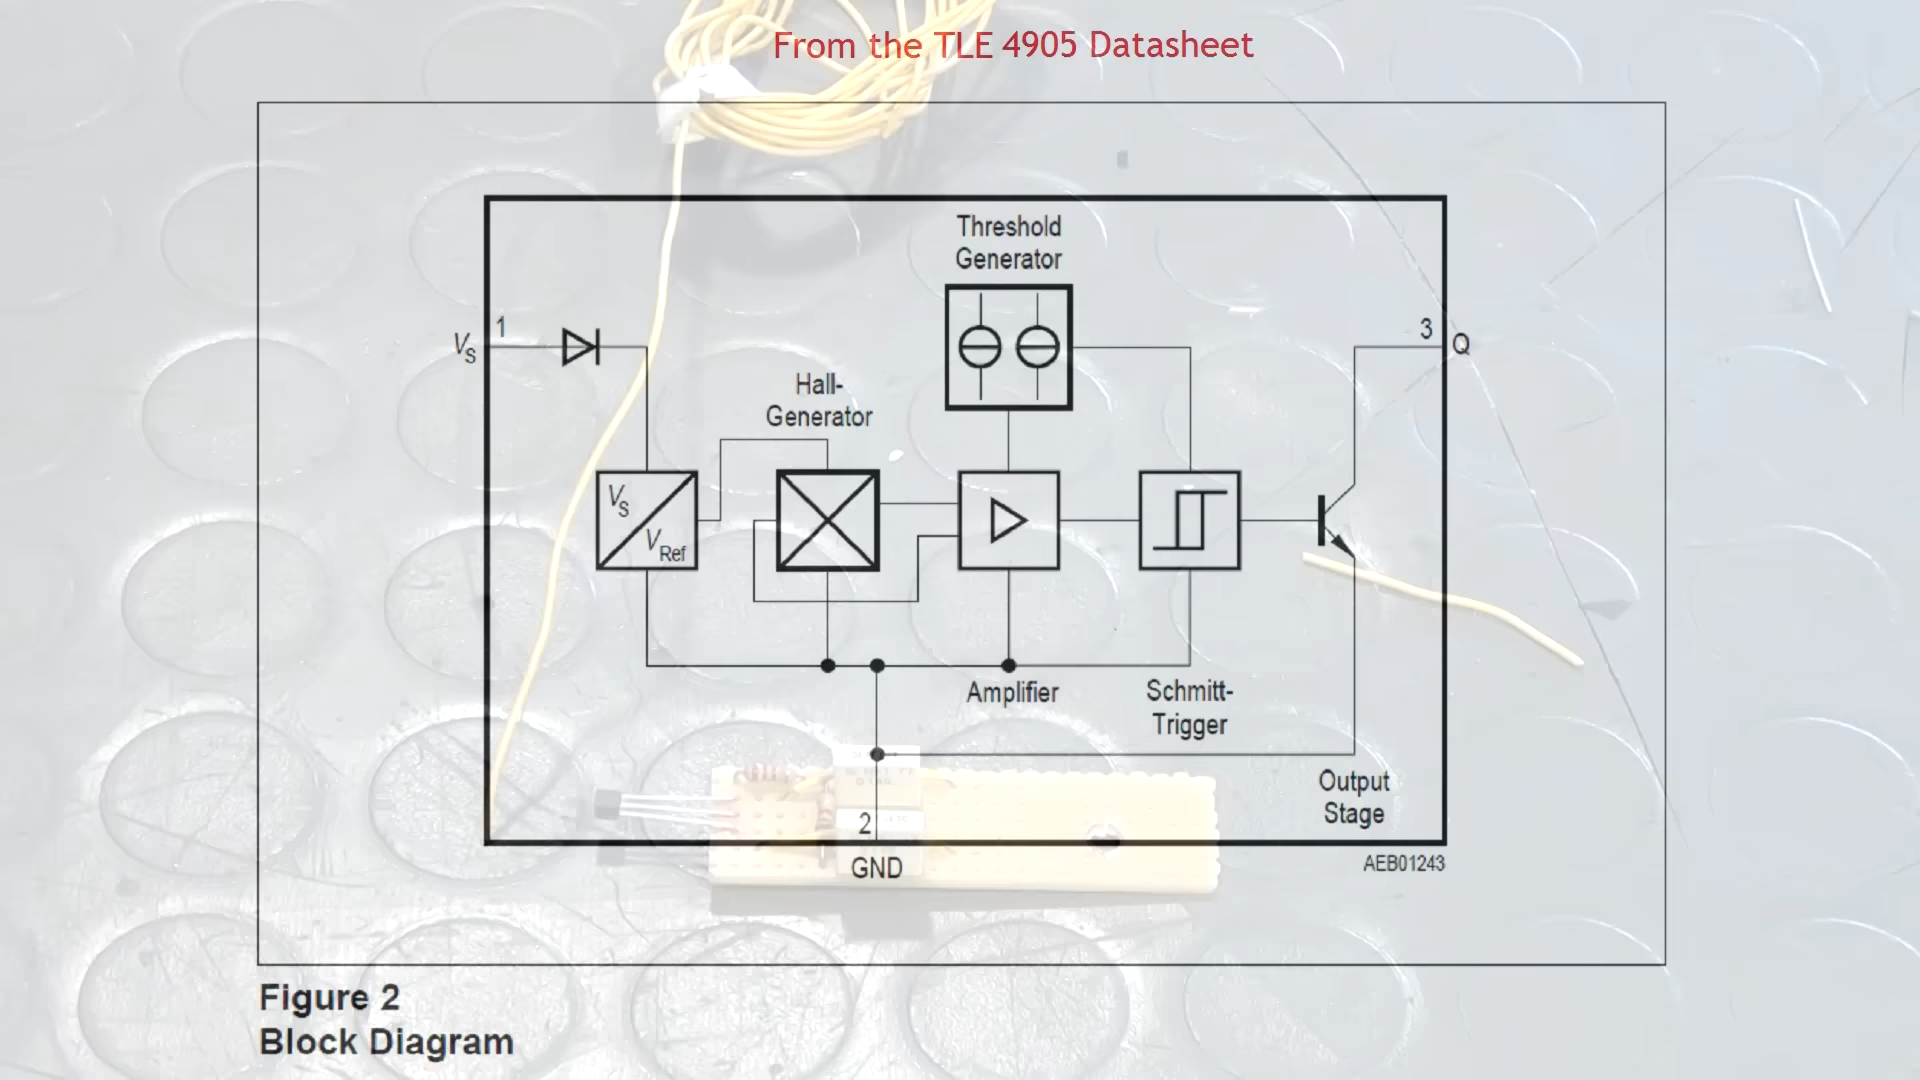 From the TLE 4905 Datasheet
Threshold
Generator
1
3
VS
Q
Hall-
Generator
VS
VRef
Amplifier
Schmitt-
Trigger
Output
Stage
2
GND
AEB01243
Figure 2
Block Diagram